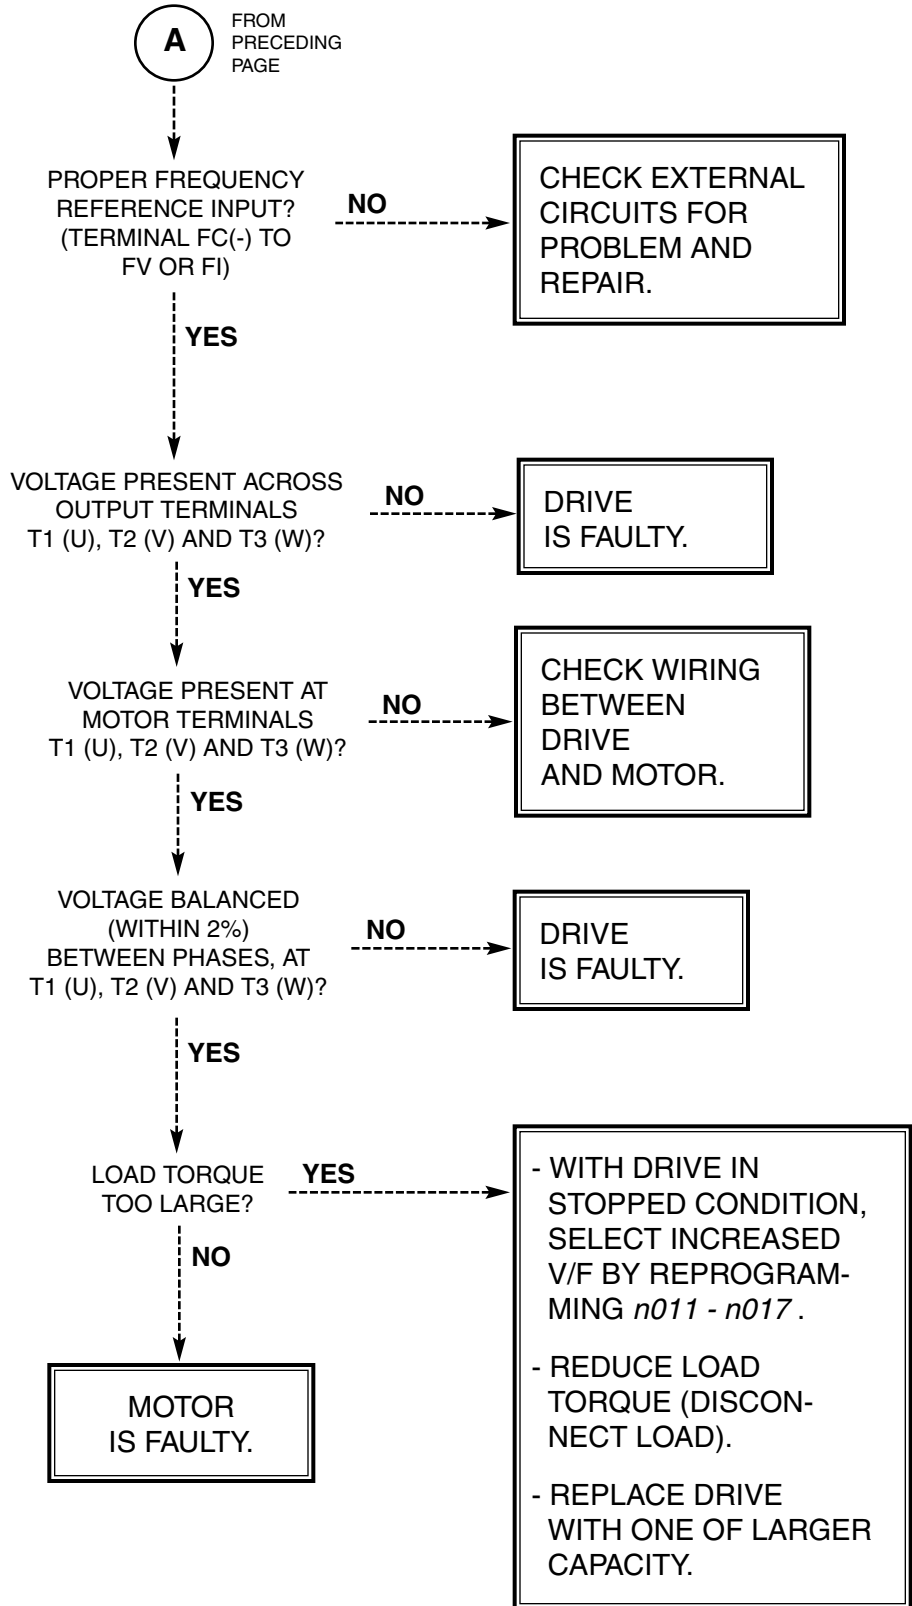 A
FROM
PRECEDING
PAGE
PROPER FREQUENCY
REFERENCE INPUT?
(TERMINAL FC(-) TO
FV OR FI)
NO
CHECK EXTERNAL
CIRCUITS FOR
PROBLEM AND
REPAIR.
YES
VOLTAGE PRESENT ACROSS
OUTPUT TERMINALS
T1 (U), T2 (V) AND T3 (W)?
NO
DRIVE
IS FAULTY.
YES
VOLTAGE PRESENT AT
MOTOR TERMINALS
T1 (U), T2 (V) AND T3 (W)?
NO
CHECK WIRING
BETWEEN
DRIVE
AND MOTOR.
YES
VOLTAGE BALANCED
(WITHIN 2%)
BETWEEN PHASES, AT
T1 (U), T2 (V) AND T3 (W)?
NO
DRIVE
IS FAULTY.
YES
LOAD TORQUE
TOO LARGE?
YES
- WITH DRIVE IN
STOPPED CONDITION,
SELECT INCREASED
V/F BY REPROGRAM-
MING n011 - n017 .
- REDUCE LOAD
TORQUE (DISCON-
NECT LOAD).
- REPLACE DRIVE
WITH ONE OF LARGER
CAPACITY.
NO
MOTOR
IS FAULTY.